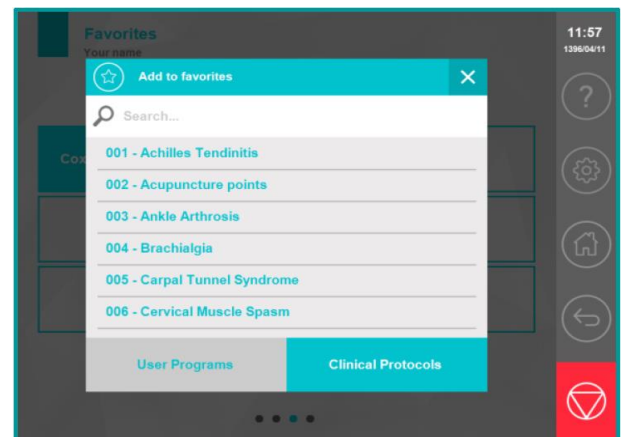 Favorites
Your name
11:57
1396/04/11
Add to favorites
Search...
Cox
001 - Achilles Tendinitis
002 - Acupuncture points
003 - Ankle Arthrosis
004 - Brachialgia
005 - Carpal Tunnel Syndrome
006 - Cervical Muscle Spasm
User Programs
Clinical Protocols